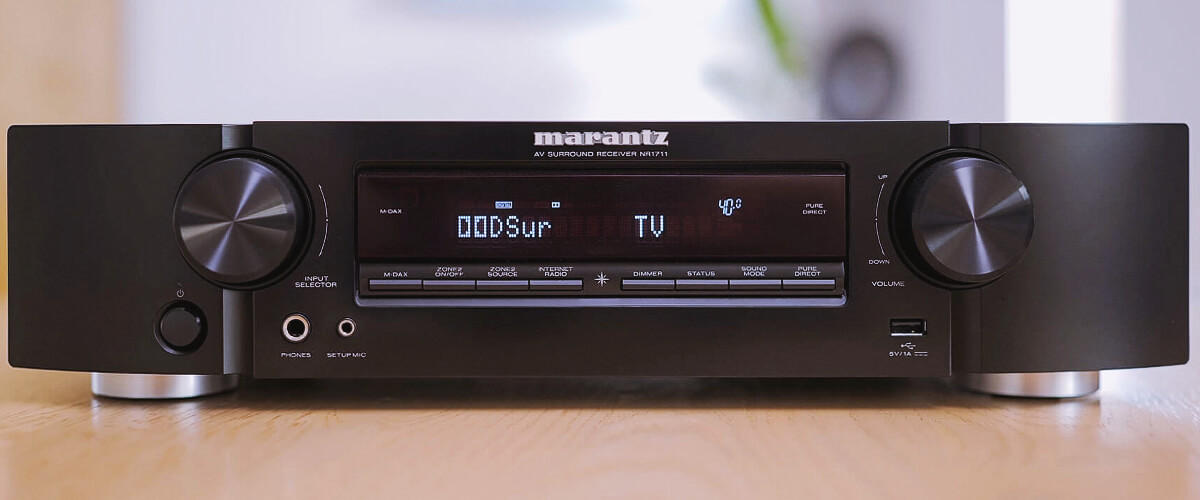 marantz
AV SURROUND RECEIVER NR1711
M-DAX
DSur TV
40.0
PURE
DIRECT
UP
DOWN
VOLUME
INPUT
SELECTOR
M-DAX
ZONE2
ON/OFF
ZONE2
SOURCE
INTERNET
RADIO
DIMMER
STATUS
SOUND
MODE
PURE
DIRECT
PHONES
SETUP MIC
5V/1A